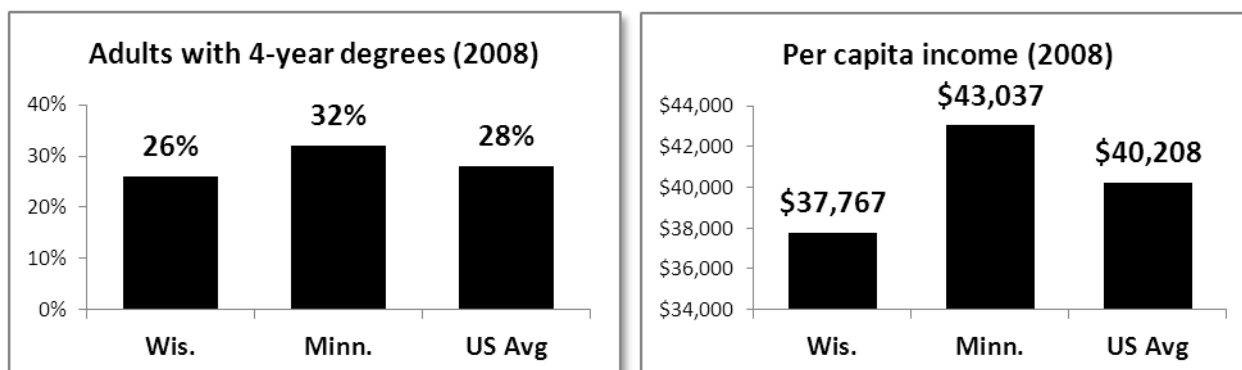 Adults with 4-year degrees (2008)
40%
30%
20%
10%
0%
26%
32%
28%
Wis.
Minn.
US Avg
Per capita income (2008)
$44,000
$42,000
$40,000
$38,000
$36,000
$34,000
$37,767
$43,037
$40,208
Wis.
Minn.
US Avg